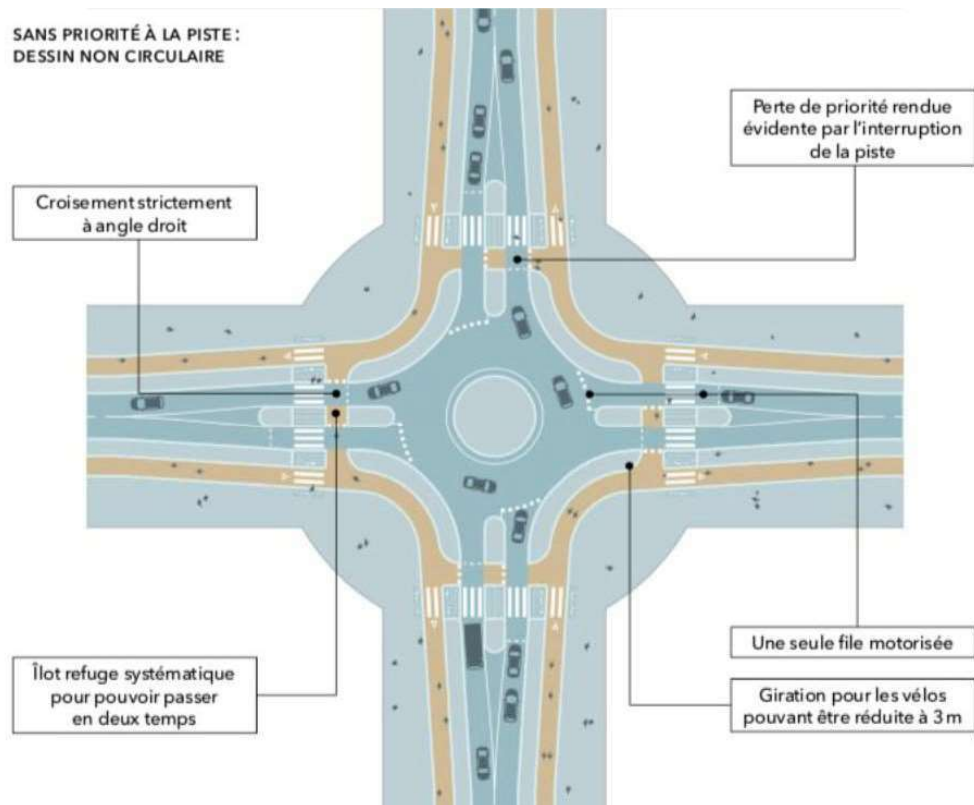 SANS PRIORITÉ À LA PISTE :
DESSIN NON CIRCULAIRE
Perte de priorité rendue
évidente par l'interruption
de la piste
Croisement strictement
à angle droit
Îlot refuge systématique
pour pouvoir passer
en deux temps
Une seule file motorisée
Giration pour les vélos
pouvant être réduite à 3 m